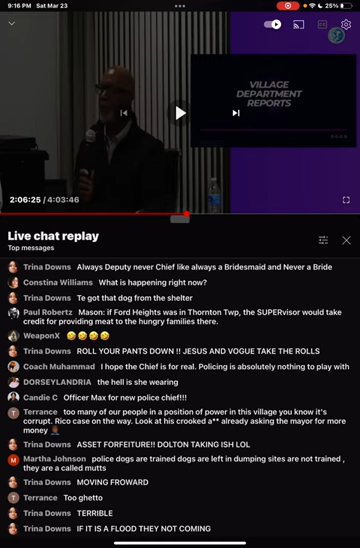 9:16 PM Sat Mar 23
25%
VILLAGE
DEPARTMENT
REPORTS
2:06:25 / 4:03:46
Live chat replay
Top messages
Trina Downs Always Deputy never Chief like always a Bridesmaid and Never a Bride
Constina Williams What is happening right now?
Trina Downs Te got that dog from the shelter
Paul Robertz Mason: if Ford Heights was in Thornton Twp, the SUPERvisor would take
credit for providing meat to the hungry families there.
WeaponX 🤣 🤣 🤣 🤣
Trina Downs ROLL YOUR PANTS DOWN !! JESUS AND VOGUE TAKE THE ROLLS
Coach Muhammad I hope the Chief is for real. Policing is absolutely nothing to play with
DORSEYLANDRIA the hell is she wearing
Candie C Officer Max for new police chief!!!
T Terrance too many of our people in a position of power in this village you know it's
corrupt. Rico case on the way. Look at his crooked a** already asking the mayor for more
money
Trina Downs ASSET FORFEITURE!! DOLTON TAKING ISH LOL
M Martha Johnson police dogs are trained dogs are left in dumping sites are not trained ,
they are a called mutts
Trina Downs MOVING FROWARD
T Terrance Too ghetto
Trina Downs TERRIBLE
Trina Downs IF IT IS A FLOOD THEY NOT COMING